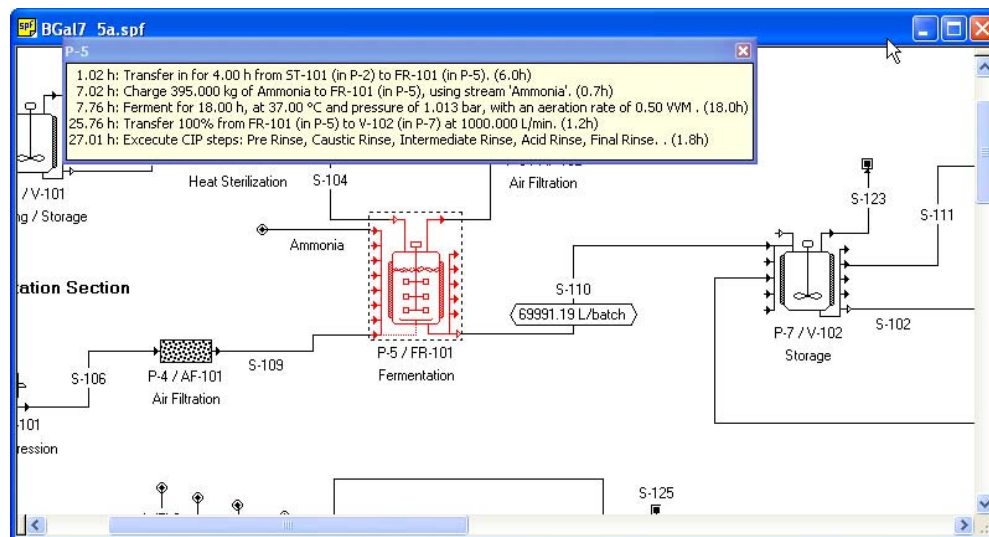 BGal7_5a.spf
P-5
1.02 h: Transfer in for 4.00 h from ST-101 (in P-2) to FR-101 (in P-5). (6.0h)
7.02 h: Charge 395.000 kg of Ammonia to FR-101 (in P-5), using stream 'Ammonia'. (0.7h)
7.76 h: Ferment for 18.00 h, at 37.00 °C and pressure of 1.013 bar, with an aeration rate of 0.50 VVM . (18.0h)
25.76 h: Transfer 100% from FR-101 (in P-5) to V-102 (in P-7) at 1000.000 L/min. (1.2h)
27.01 h: Excecute CIP steps: Pre Rinse, Caustic Rinse, Intermediate Rinse, Acid Rinse, Final Rinse. . (1.8h)
/ V-101
ng / Storage
Heat Sterilization
S-104
Air Filtration
S-123
S-111
Ammonia
tation Section
S-110
69991.19 L/batch
P-7 / V-102
Storage
S-102
P-5 / FR-101
Fermentation
S-106
P-4 / AF-101
Air Filtration
S-109
-101
ression
S-125